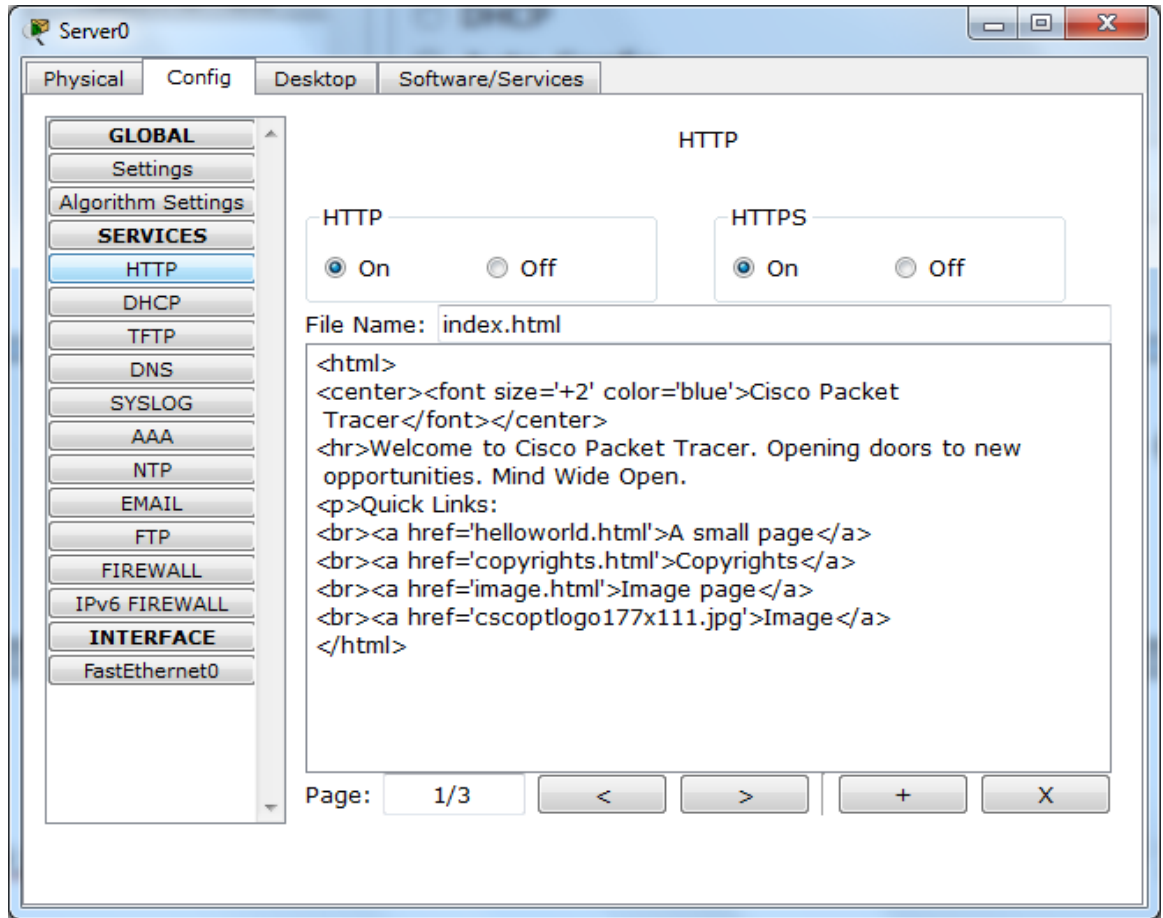 Server0
Physical Config Desktop Software/Services
GLOBAL
Settings
Algorithm Settings
SERVICES
HTTP
DHCP
TFTP
DNS
SYSLOG
AAA
NTP
EMAIL
FTP
FIREWALL
IPv6 FIREWALL
INTERFACE
FastEthernet0
HTTP
HTTP
On Off
HTTPS
On Off
File Name: index.html
<html>
<center><font size='+2' color='blue'>Cisco Packet
Tracer</font></center>
<hr>Welcome to Cisco Packet Tracer. Opening doors to new
opportunities. Mind Wide Open.
<p>Quick Links:
<br><a href='helloworld.html'>A small page</a>
<br><a href='copyrights.html'>Copyrights</a>
<br><a href='image.html'>Image page</a>
<br><a href='cscoptlogo177x111.jpg'>Image</a>
</html>
Page: 1/3 < > + X